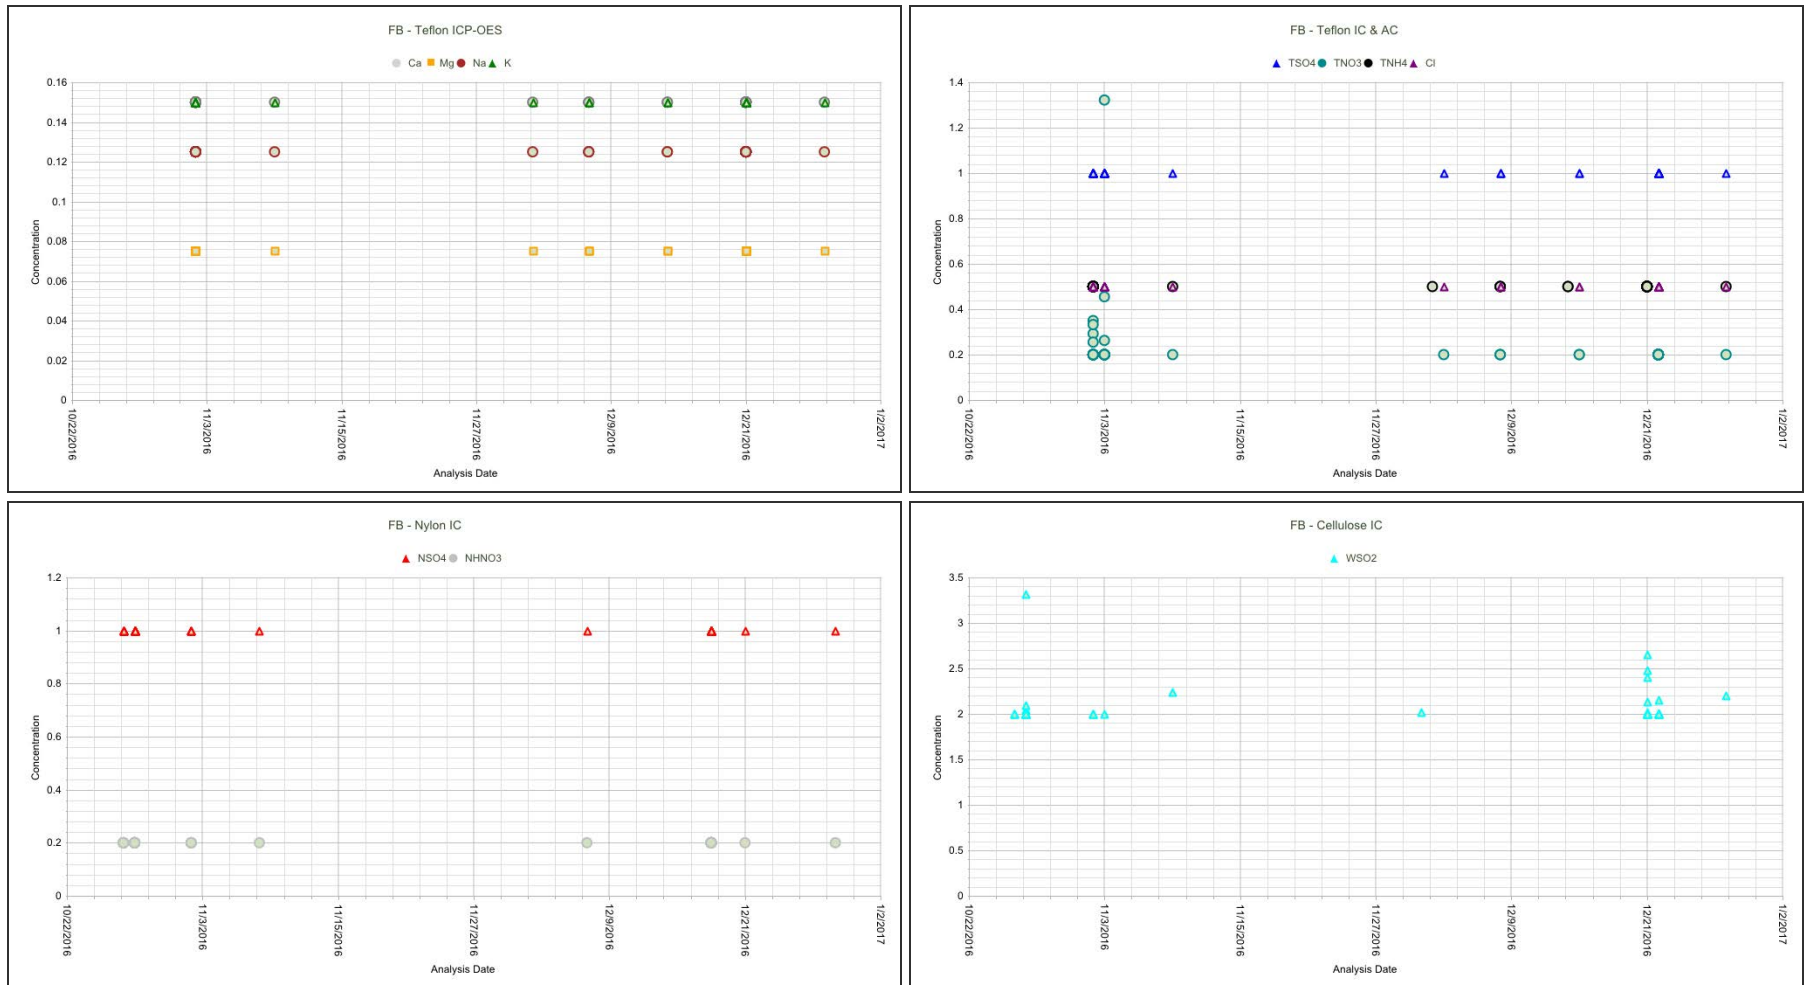 FB - Teflon ICP-OES
Ca Mg Na K
0.16
0.14
0.12
0.1
0.08
0.06
0.04
0.02
0
Concentration
10/22/2016 11/3/2016 11/15/2016 11/27/2016 12/9/2016 12/21/2016 1/2/2017
Analysis Date
FB - Teflon IC & AC
TSO4 TNO3 TNH4 Cl
1.4
1.2
1
0.8
0.6
0.4
0.2
0
Concentration
10/22/2016 11/3/2016 11/15/2016 11/27/2016 12/9/2016 12/21/2016 1/2/2017
Analysis Date
FB - Nylon IC
NSO4 NHNO3
1.2
1
0.8
0.6
0.4
0.2
0
Concentration
10/22/2016 11/3/2016 11/15/2016 11/27/2016 12/9/2016 12/21/2016 1/2/2017
Analysis Date
FB - Cellulose IC
WSO2
3.5
3
2.5
2
1.5
1
0.5
0
Concentration
10/22/2016 11/3/2016 11/15/2016 11/27/2016 12/9/2016 12/21/2016 1/2/2017
Analysis Date